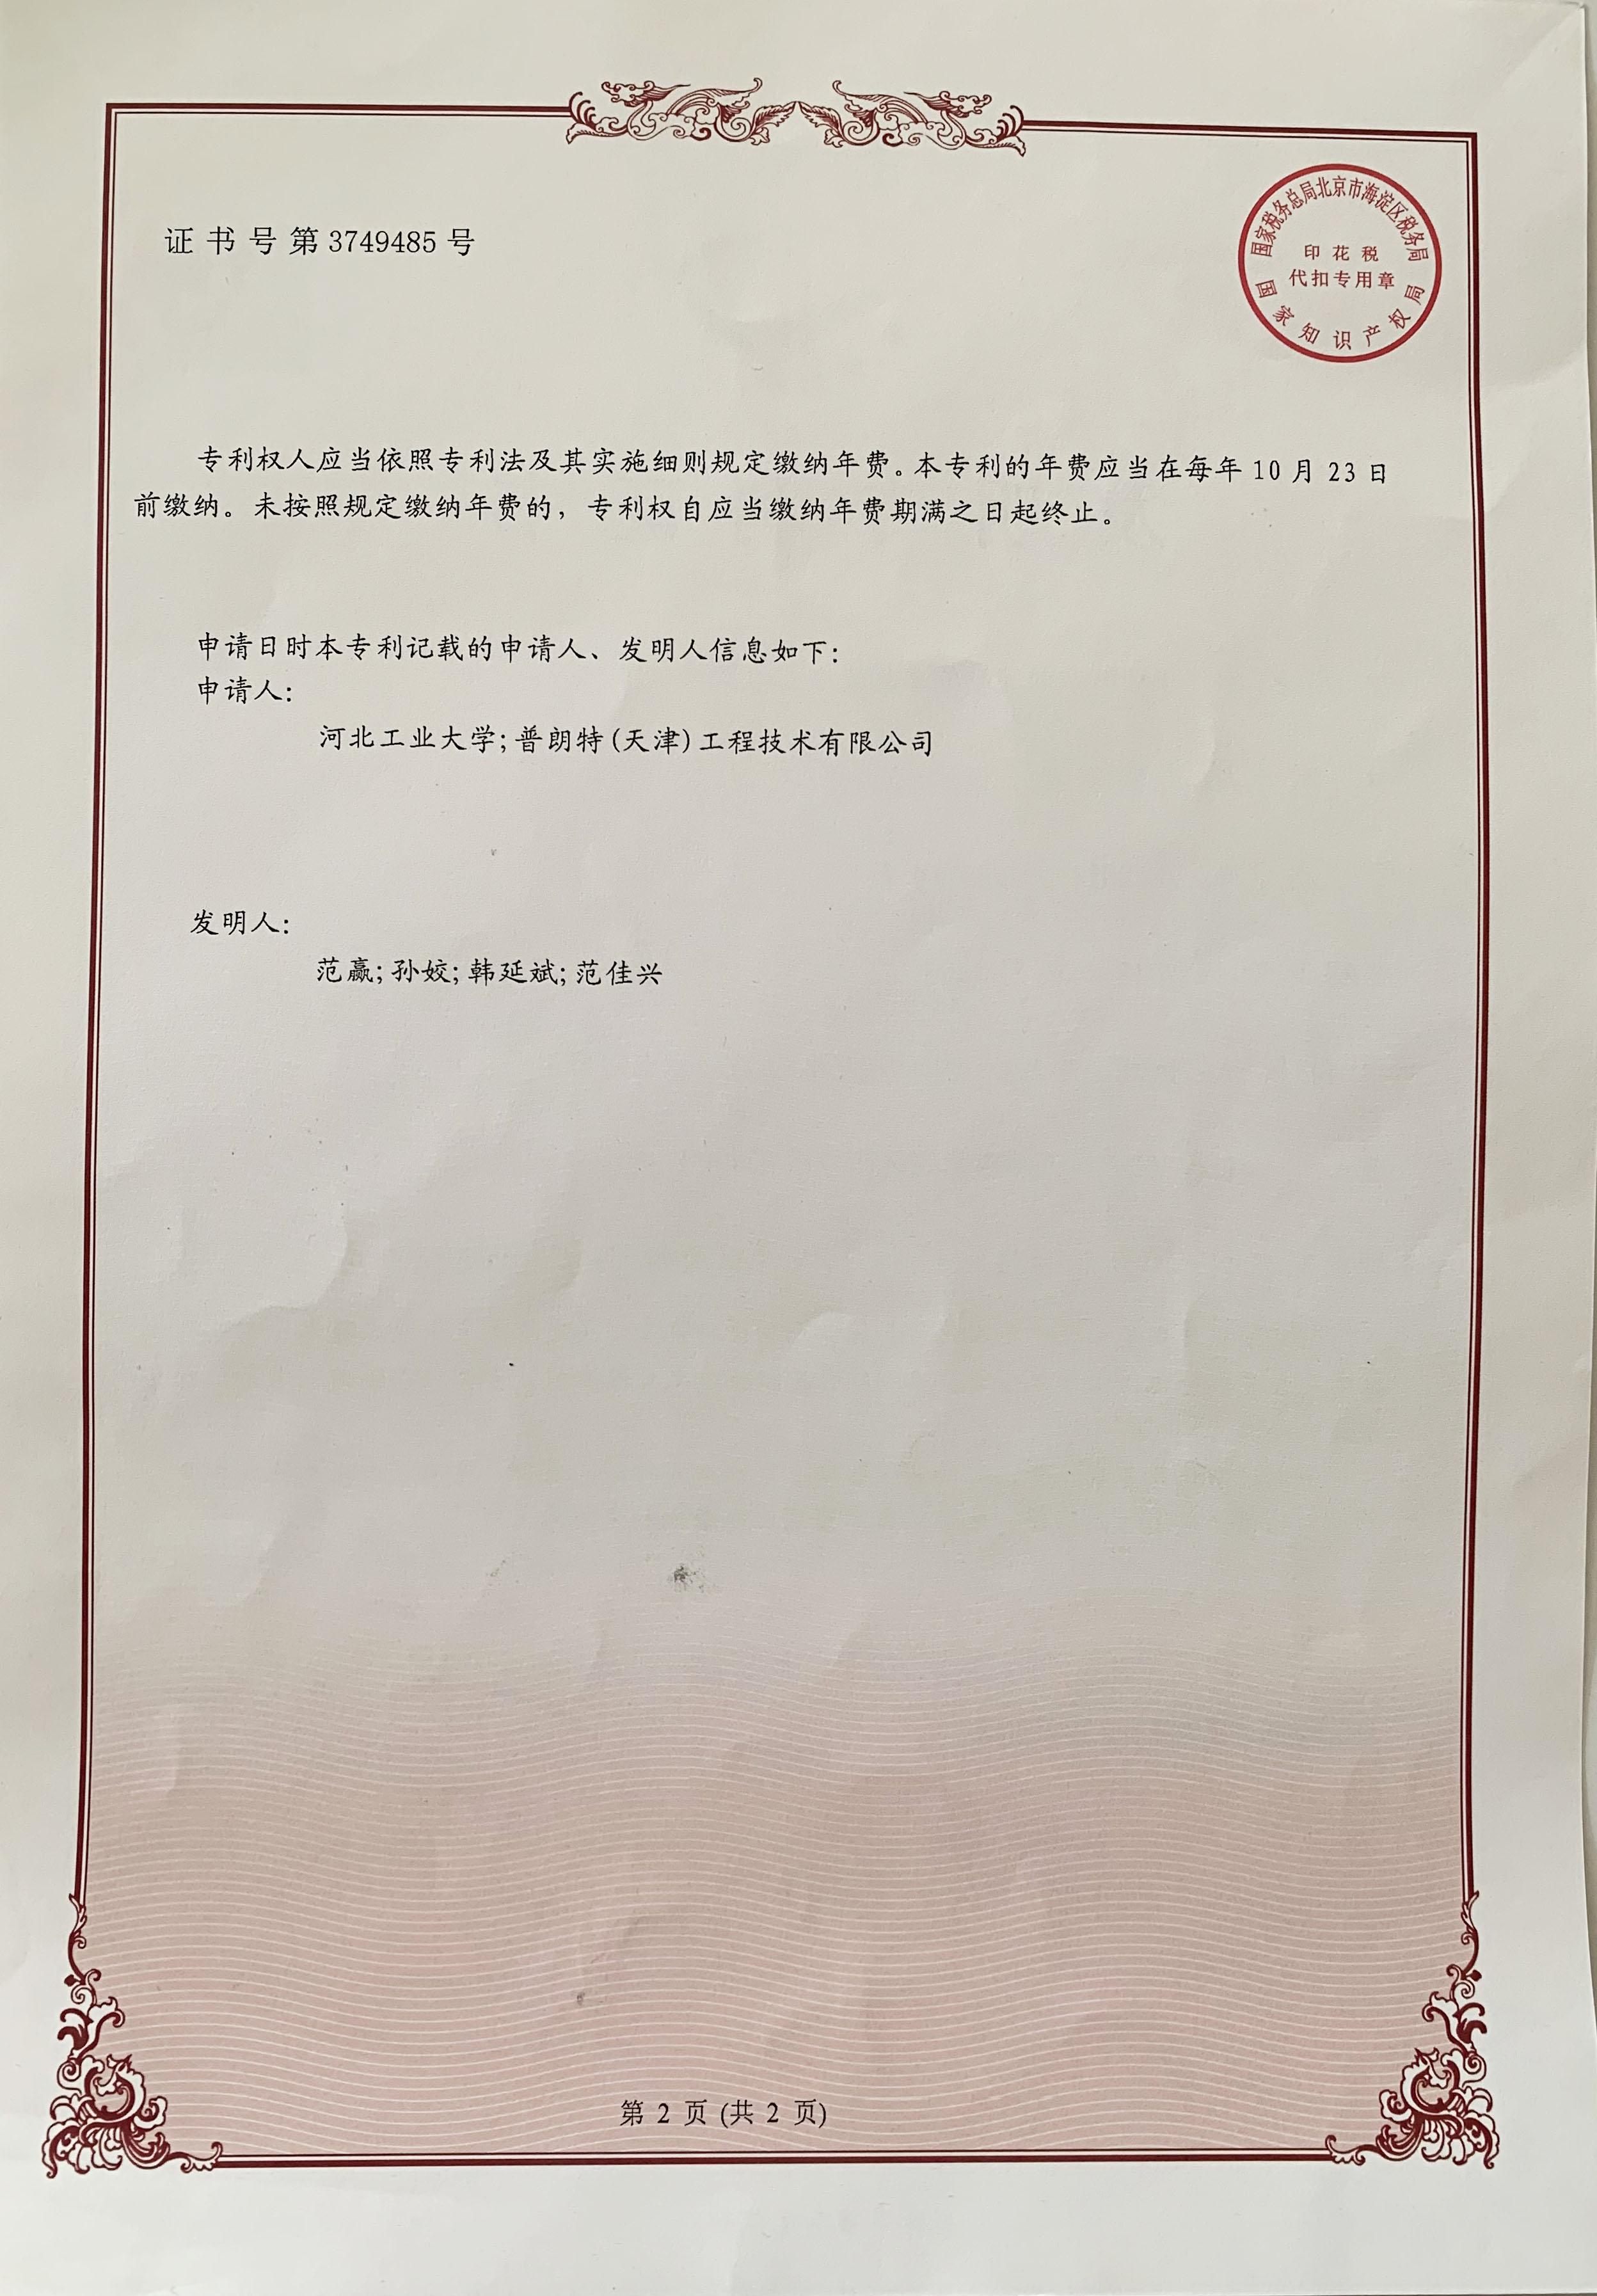 证书号第3749485号
国家税务总局北京市海淀区税务局
印花税
代扣专用章
国家知识产权局
专利权人应当依照专利法及其实施细则规定缴纳年费。本专利的年费应当在每年10月23日
前缴纳。未按照规定缴纳年费的，专利权自应当缴纳年费期满之日起终止。
申请日时本专利记载的申请人、发明人信息如下：
申请人：
河北工业大学;普朗特(天津)工程技术有限公司
发明人：
范赢;孙姣;韩延斌;范佳兴
第 2 页 (共 2 页)